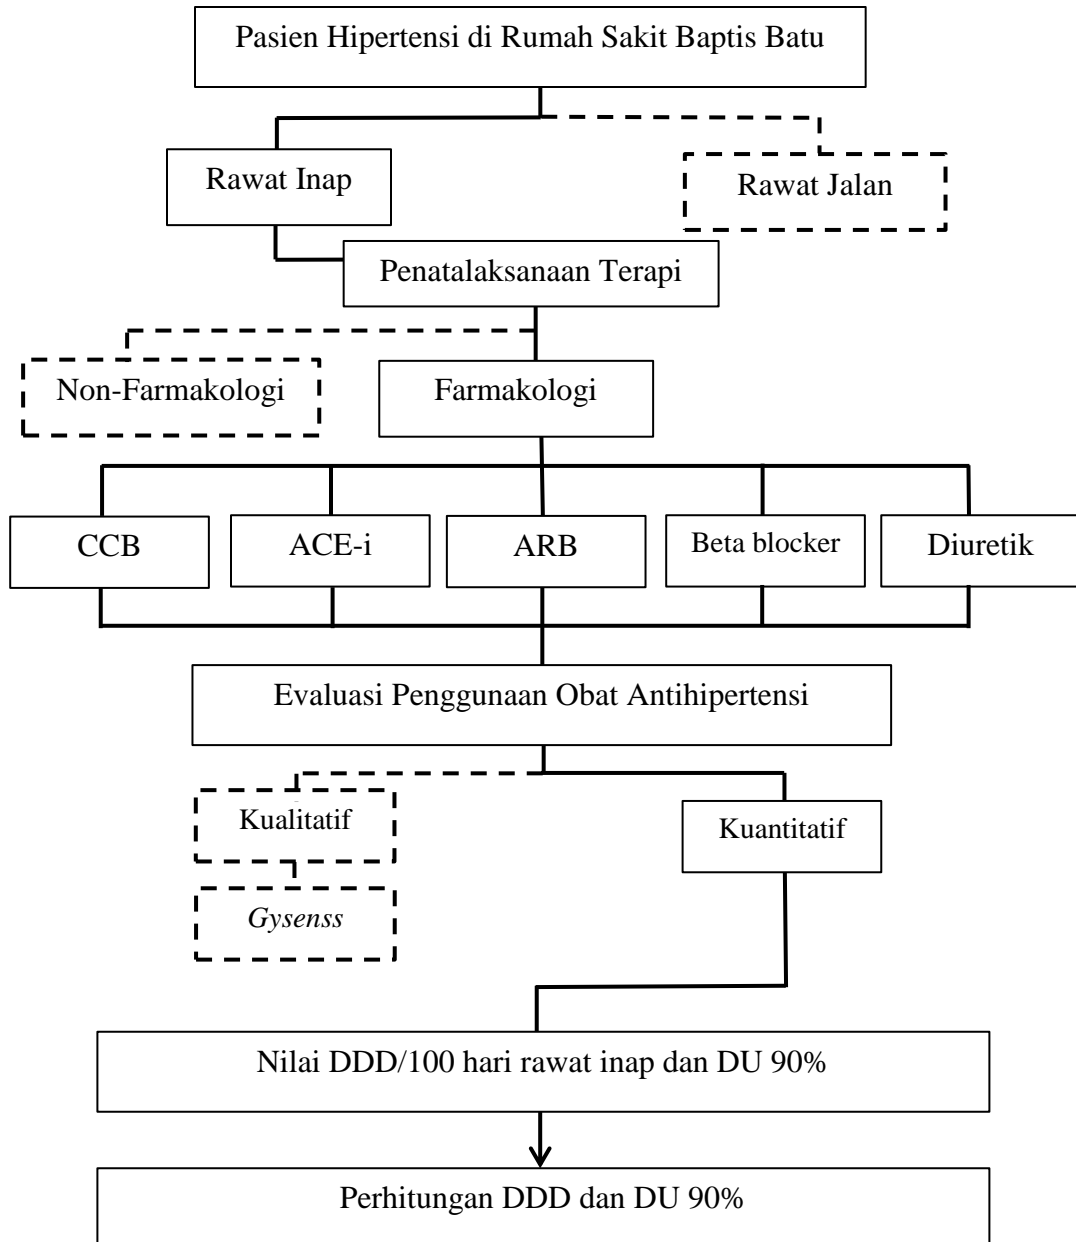 Pasien Hipertensi di Rumah Sakit Baptis Batu
Rawat Inap
Rawat Jalan
Penatalaksanaan Terapi
Non-Farmakologi
Farmakologi
CCB
ACE-i
ARB
Beta blocker
Diuretik
Evaluasi Penggunaan Obat Antihipertensi
Kualitatif
Kuantitatif
Gysenss
Nilai DDD/100 hari rawat inap dan DU 90%
Perhitungan DDD dan DU 90%